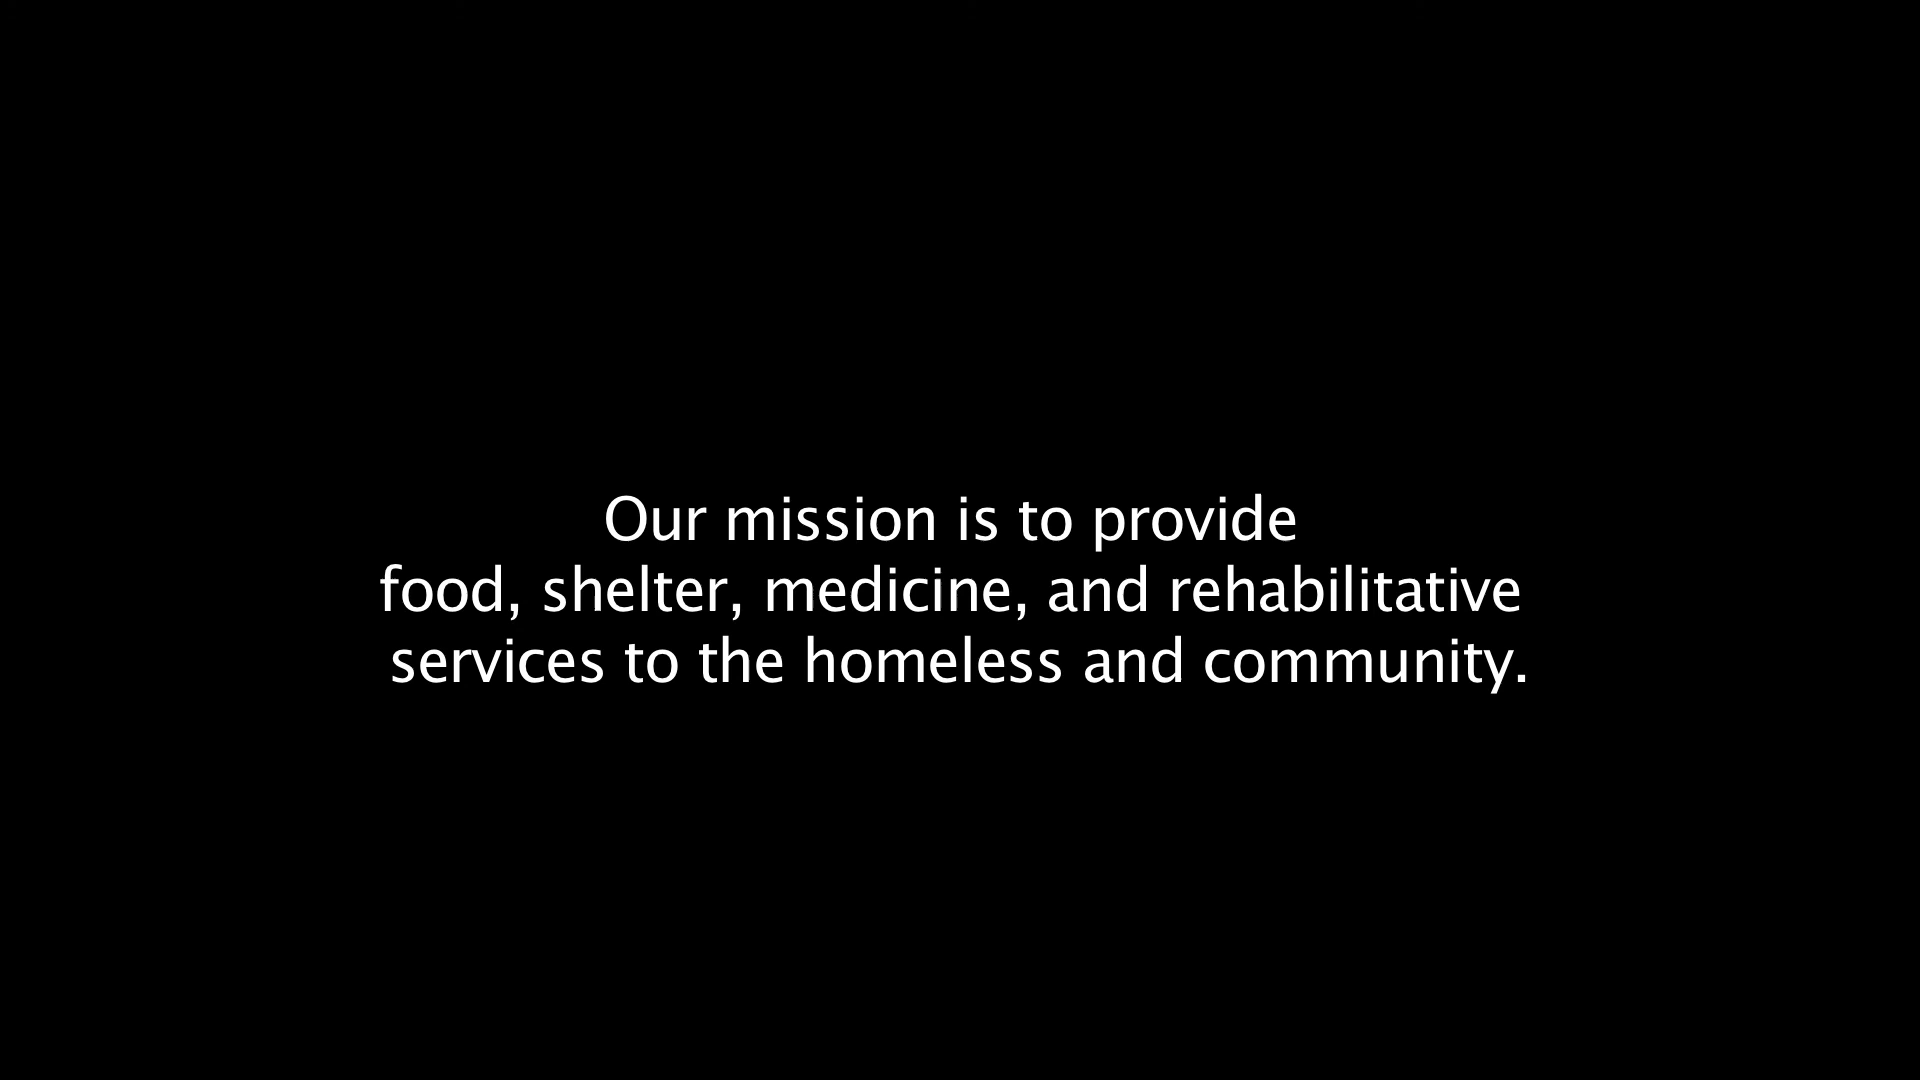 Our mission is to provide
food, shelter, medicine, and rehabilitative
services to the homeless and community.